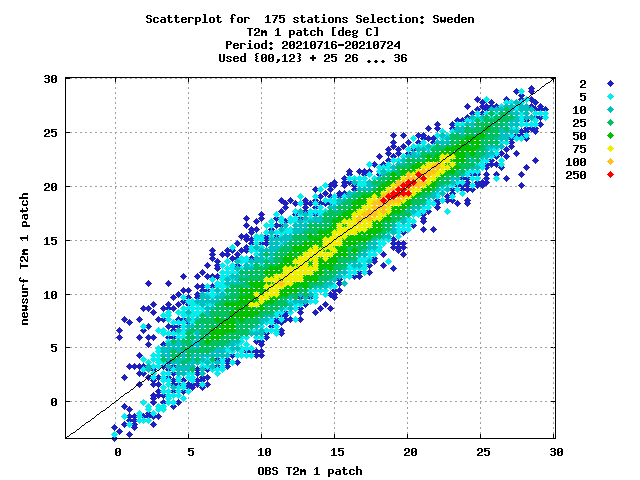 Scatterplot for  175 stations Selection: Sweden
T2m 1 patch [deg C]
Period: 20210716-20210724
Used {00,12} + 25 26 ... 36
30
25
20
15
10
5
0
newsurf T2m 1 patch
0 5 10 15 20 25 30
OBS T2m 1 patch
2
5
10
25
50
75
100
250